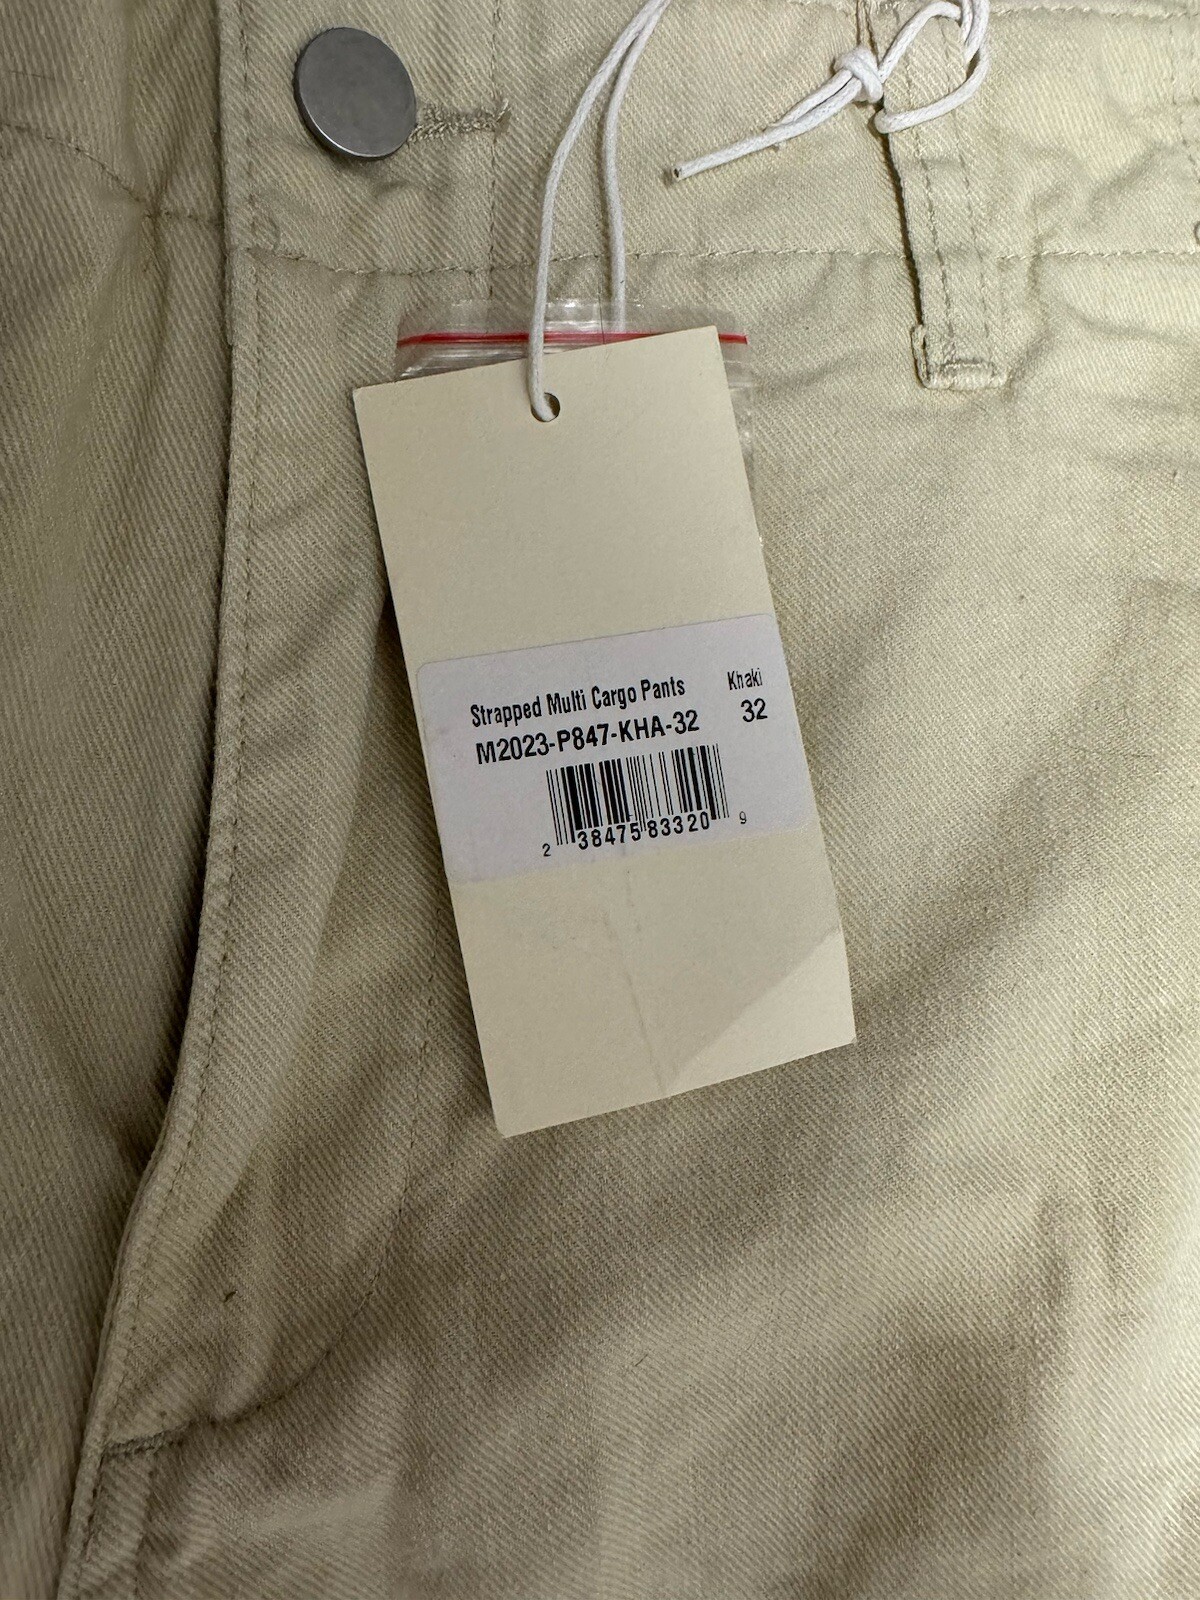 Strapped Multi Cargo Pants Khaki
M2023-P847-KHA-32 32
2 38475 83320 9